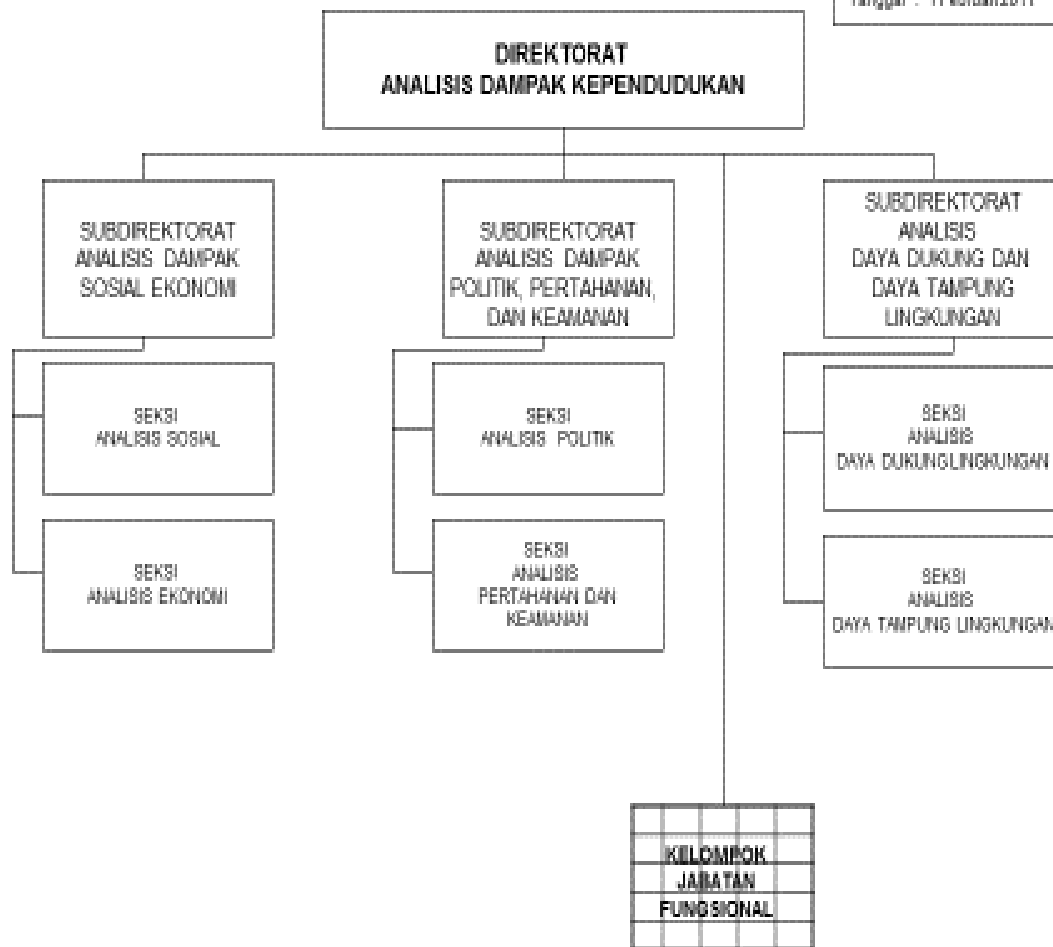 Tanggal :
DIREKTORAT
ANALISIS DAMPAK KEPENDUDUKAN
SUBDIREKTORAT
ANALISIS DAMPAK
SOSIAL EKONOMI
SUBDIREKTORAT
ANALISIS DAMPAK
POLITIK, PERTAHANAN,
DAN KEAMANAN
SUBDIREKTORAT
ANALISIS
DAYA DUKUNG DAN
DAYA TAMPUNG
LINGKUNGAN
SEKSI
ANALISIS SOSIAL
SEKSI
ANALISIS POLITIK
SEKSI
ANALISIS
DAYA DUKUNGLINGKUNGAN
SEKSI
ANALISIS EKONOMI
SEKSI
ANALISIS
PERTAHANAN DAN
KEAMANAN
SEKSI
ANALISIS
DAYA TAMPUNG LINGKUNGAN
KELOMPOK
JABATAN
FUNGSIONAL